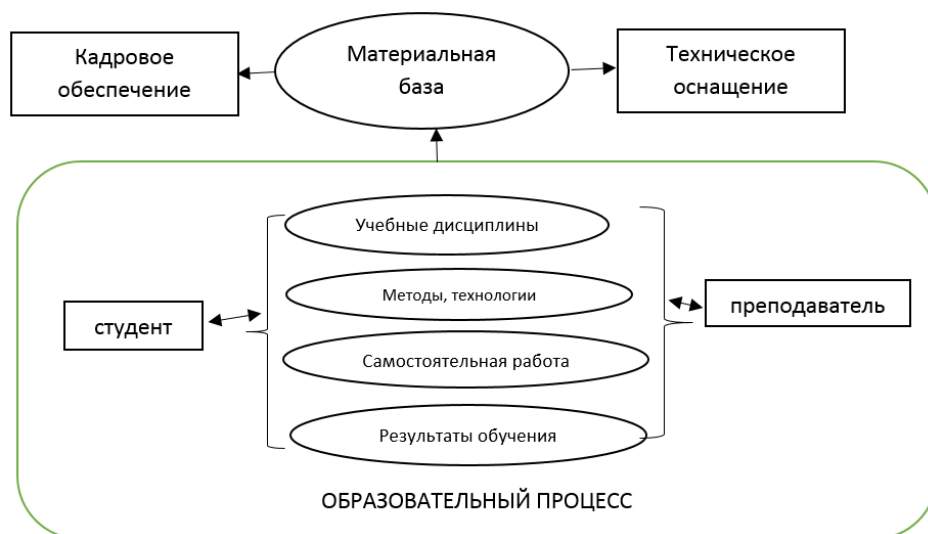 Кадровое
обеспечение
Материальная
база
Техническое
оснащение
Учебные дисциплины
Методы, технологии
студент
преподаватель
Самостоятельная работа
Результаты обучения
ОБРАЗОВАТЕЛЬНЫЙ ПРОЦЕСС